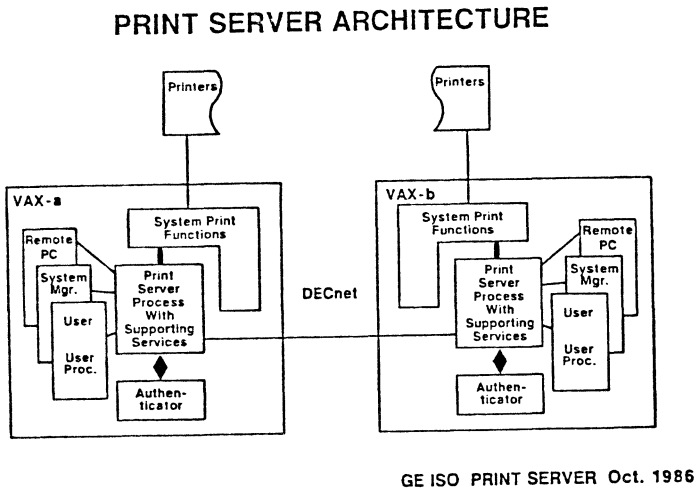 PRINT SERVER ARCHITECTURE
Printers
Printers
VAX-a
System Print
Functions
Remote
PC
System
Mgr.
User
User
Proc.
Print
Server
Process
With
Supporting
Services
Authen-
ticator
DECnet
VAX-b
System Print
Functions
Print
Server
Process
With
Supporting
Services
Remote
PC
System
Mgr.
User
User
Proc.
Authen-
ticator
GE ISO PRINT SERVER Oct. 1986